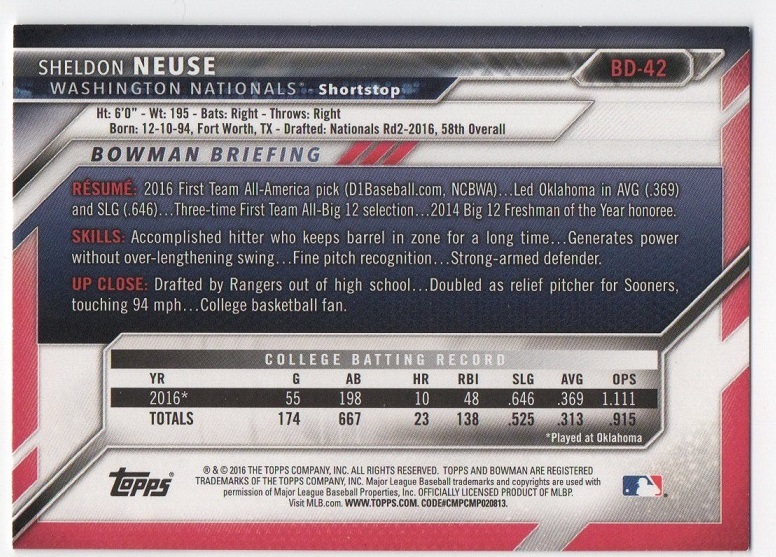 SHELDON NEUSE
BD-42
WASHINGTON NATIONALS® - Shortstop
Ht: 6'0" - Wt: 195 - Bats: Right - Throws: Right
Born: 12-10-94, Fort Worth, TX - Drafted: Nationals Rd2-2016, 58th Overall
BOWMAN BRIEFING
RÉSUMÉ: 2016 First Team All-America pick (D1Baseball.com, NCBWA)...Led Oklahoma in AVG (.369)
and SLG (.646)...Three-time First Team All-Big 12 selection...2014 Big 12 Freshman of the Year honoree.
SKILLS: Accomplished hitter who keeps barrel in zone for a long time...Generates power
without over-lengthening swing...Fine pitch recognition...Strong-armed defender.
UP CLOSE: Drafted by Rangers out of high school...Doubled as relief pitcher for Sooners,
touching 94 mph...College basketball fan.
COLLEGE BATTING RECORD
YR G AB HR RBI SLG AVG OPS
2016* 55 198 10 48 .646 .369 1.111
TOTALS 174 667 23 138 .525 .313 .915
*Played at Oklahoma
Topps®
® & © 2016 THE TOPPS COMPANY, INC. ALL RIGHTS RESERVED. TOPPS AND BOWMAN ARE REGISTERED
TRADEMARKS OF THE TOPPS COMPANY, INC. Major League Baseball trademarks and copyrights are used with
permission of Major League Baseball Properties, Inc. OFFICIALLY LICENSED PRODUCT OF MLBP.
Visit MLB.com. WWW.TOPPS.COM. CODE#CMPCMP020813.